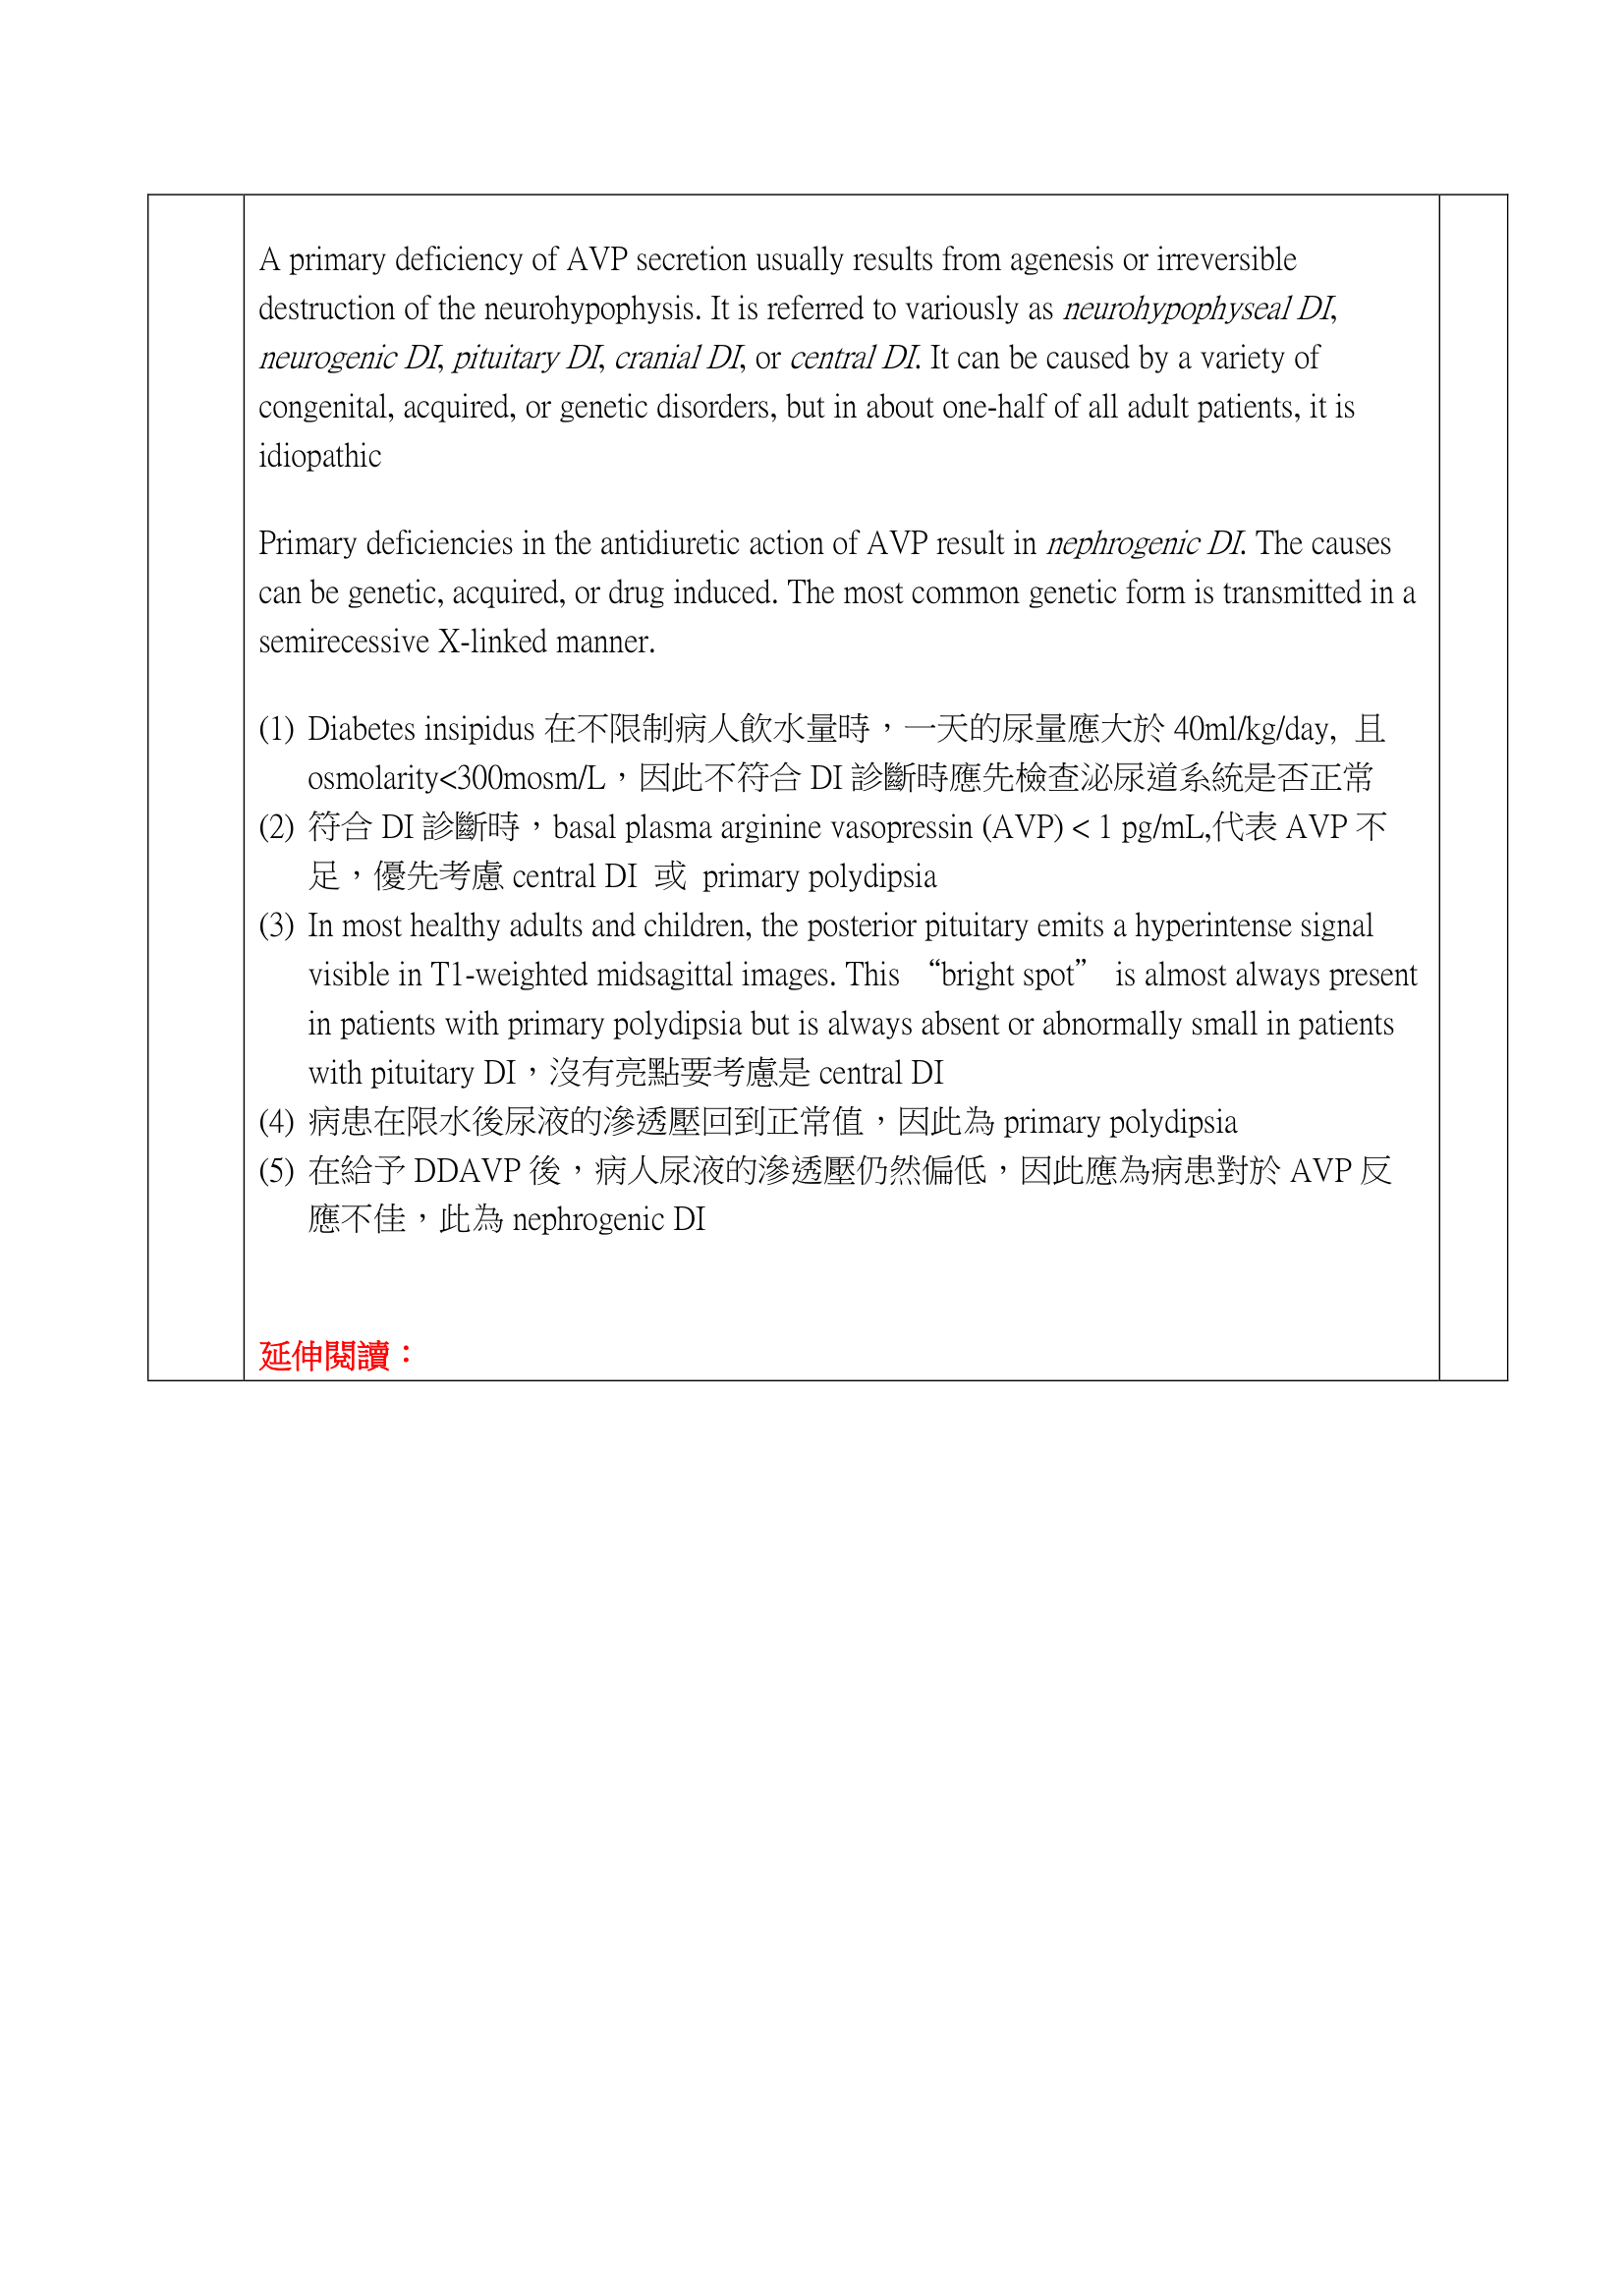 A primary deficiency of AVP secretion usually results from agenesis or irreversible
destruction of the neurohypophysis. It is referred to variously as neurohypophyseal DI,
neurogenic DI, pituitary DI, cranial DI, or central DI. It can be caused by a variety of
congenital, acquired, or genetic disorders, but in about one-half of all adult patients, it is
idiopathic
Primary deficiencies in the antidiuretic action of AVP result in nephrogenic DI. The causes
can be genetic, acquired, or drug induced. The most common genetic form is transmitted in a
semirecessive X-linked manner.
(1) Diabetes insipidus 在不限制病人飲水量時，一天的尿量應大於 40ml/kg/day, 且
osmolarity<300mosm/L，因此不符合 DI 診斷時應先檢查泌尿道系統是否正常
(2) 符合 DI 診斷時，basal plasma arginine vasopressin (AVP) < 1 pg/mL,代表 AVP 不
足，優先考慮 central DI 或 primary polydipsia
(3) In most healthy adults and children, the posterior pituitary emits a hyperintense signal
visible in T1-weighted midsagittal images. This “bright spot” is almost always present
in patients with primary polydipsia but is always absent or abnormally small in patients
with pituitary DI，沒有亮點要考慮是 central DI
(4) 病患在限水後尿液的滲透壓回到正常值，因此為 primary polydipsia
(5) 在給予 DDAVP 後，病人尿液的滲透壓仍然偏低，因此應為病患對於 AVP 反
應不佳，此為 nephrogenic DI
延伸閱讀：